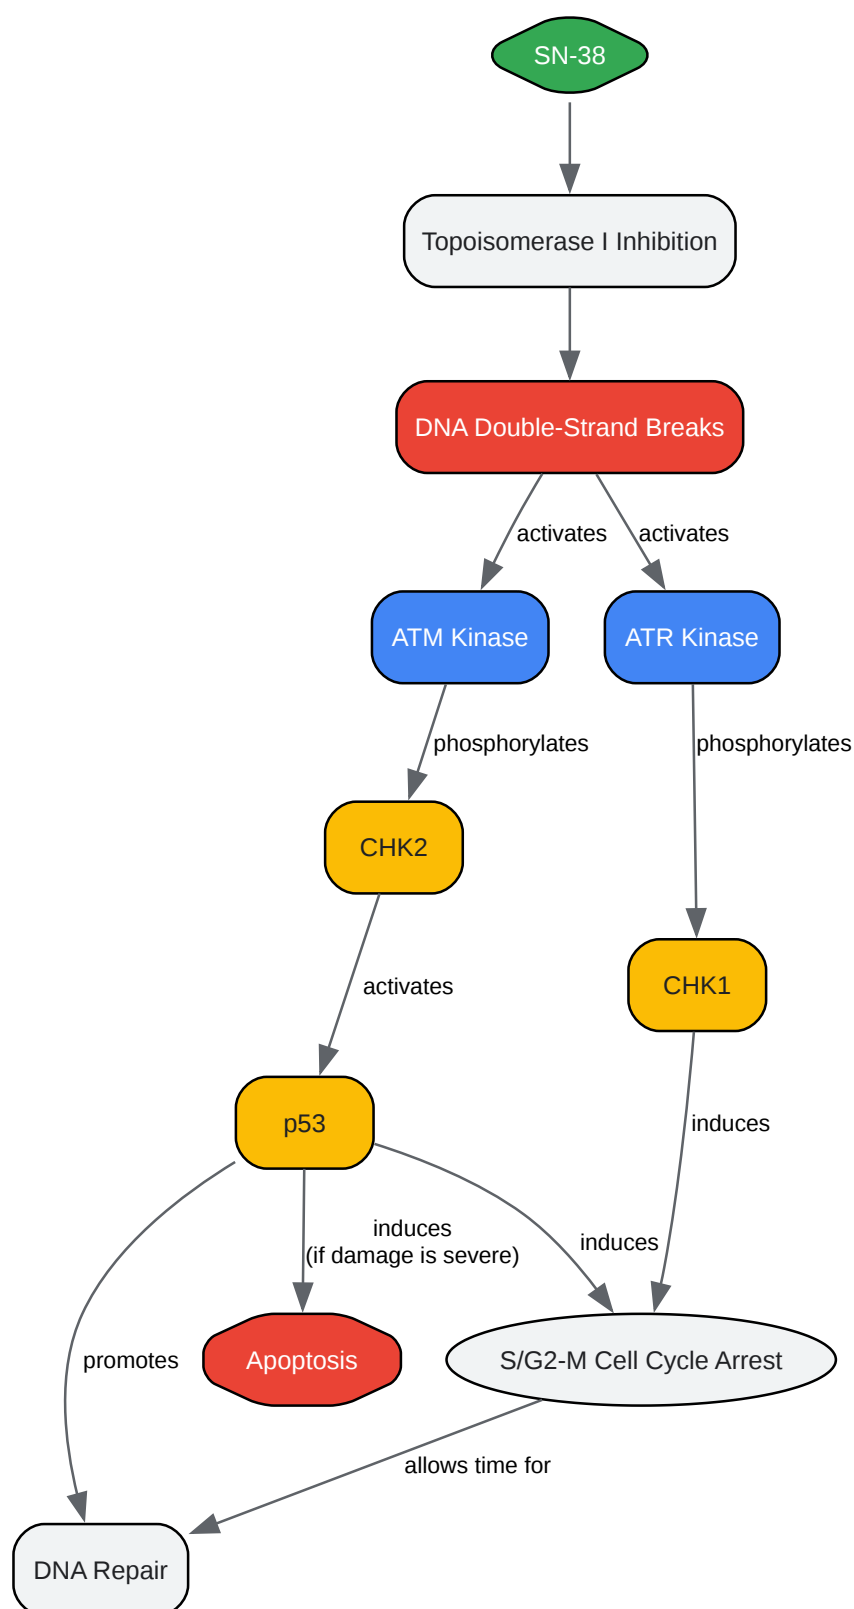 SN-38
Topoisomerase I Inhibition
DNA Double-Strand Breaks
activates
activates
ATM Kinase
ATR Kinase
phosphorylates
phosphorylates
CHK2
CHK1
activates
p53
induces
induces
(if damage is severe)
induces
promotes
Apoptosis
S/G2-M Cell Cycle Arrest
allows time for
DNA Repair